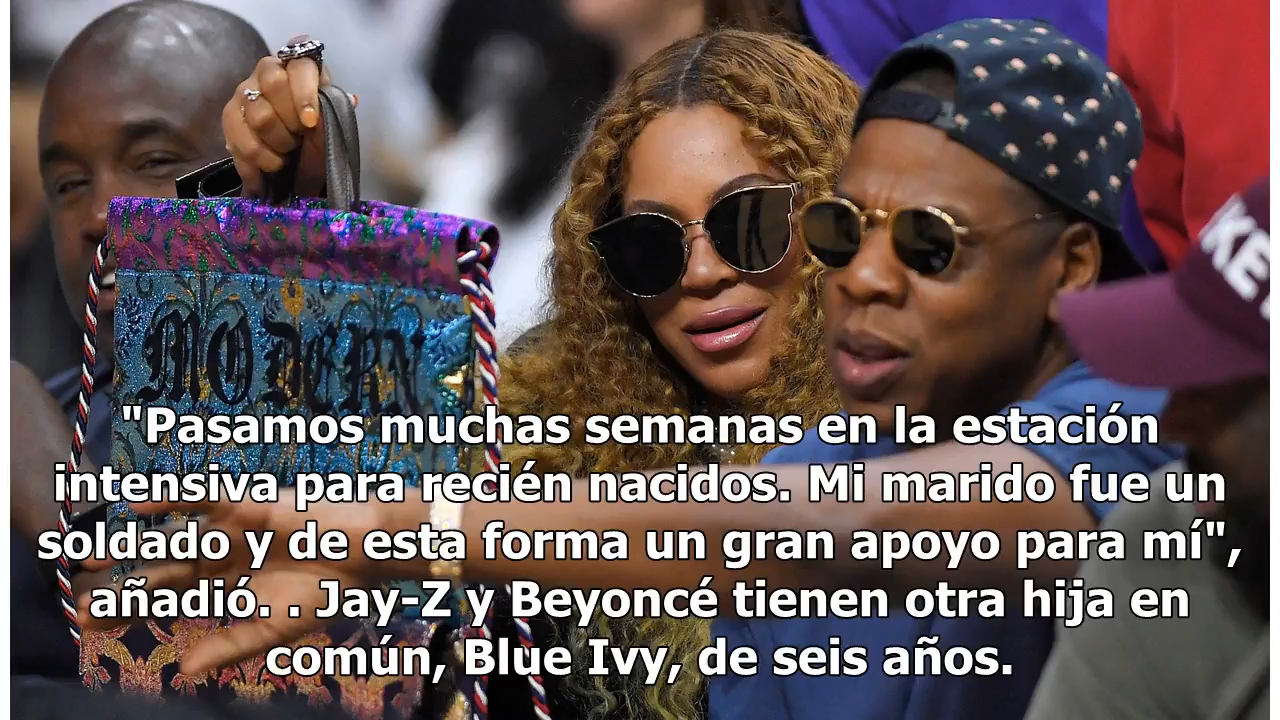 MODERN
KE
"Pasamos muchas semanas en la estación
intensiva para recién nacidos. Mi marido fue un
soldado y de esta forma un gran apoyo para mí",
añadió. . Jay-Z y Beyoncé tienen otra hija en
común, Blue Ivy, de seis años.